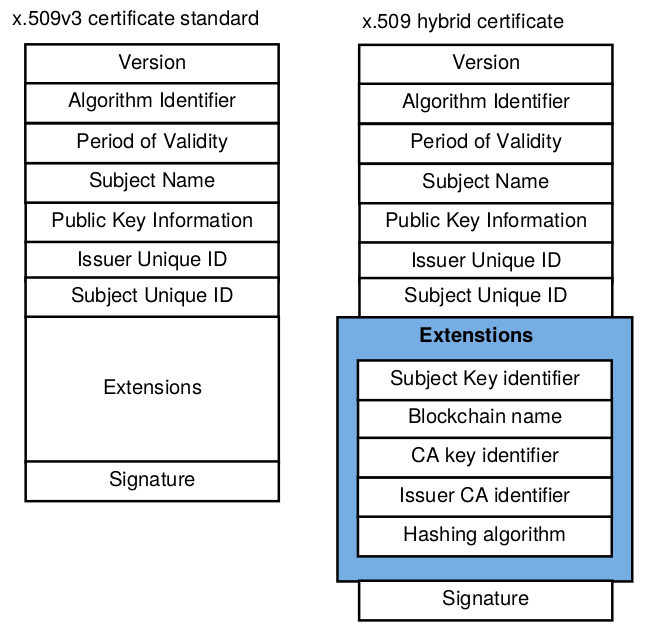 x.509v3 certificate standard
Version
Algorithm Identifier
Period of Validity
Subject Name
Public Key Information
Issuer Unique ID
Subject Unique ID
Extensions
Signature
x.509 hybrid certificate
Version
Algorithm Identifier
Period of Validity
Subject Name
Public Key Information
Issuer Unique ID
Subject Unique ID
Extenstions
Subject Key identifier
Blockchain name
CA key identifier
Issuer CA identifier
Hashing algorithm
Signature